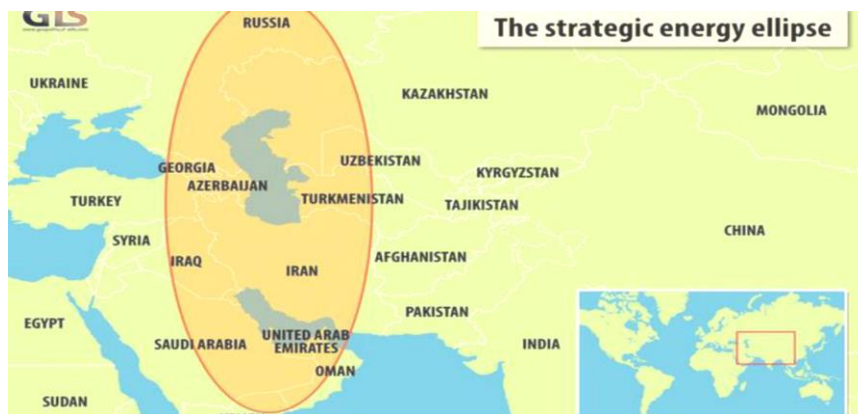 GIS
The strategic energy ellipse
RUSSIA
UKRAINE
KAZAKHSTAN
MONGOLIA
GEORGIA
UZBEKISTAN
KYRGYZSTAN
AZERBAIJAN
TURKEY
TURKMENISTAN
TAJIKISTAN
CHINA
SYRIA
IRAQ
IRAN
AFGHANISTAN
PAKISTAN
EGYPT
SAUDI ARABIA
UNITED ARAB
EMIRATES
OMAN
INDIA
SUDAN